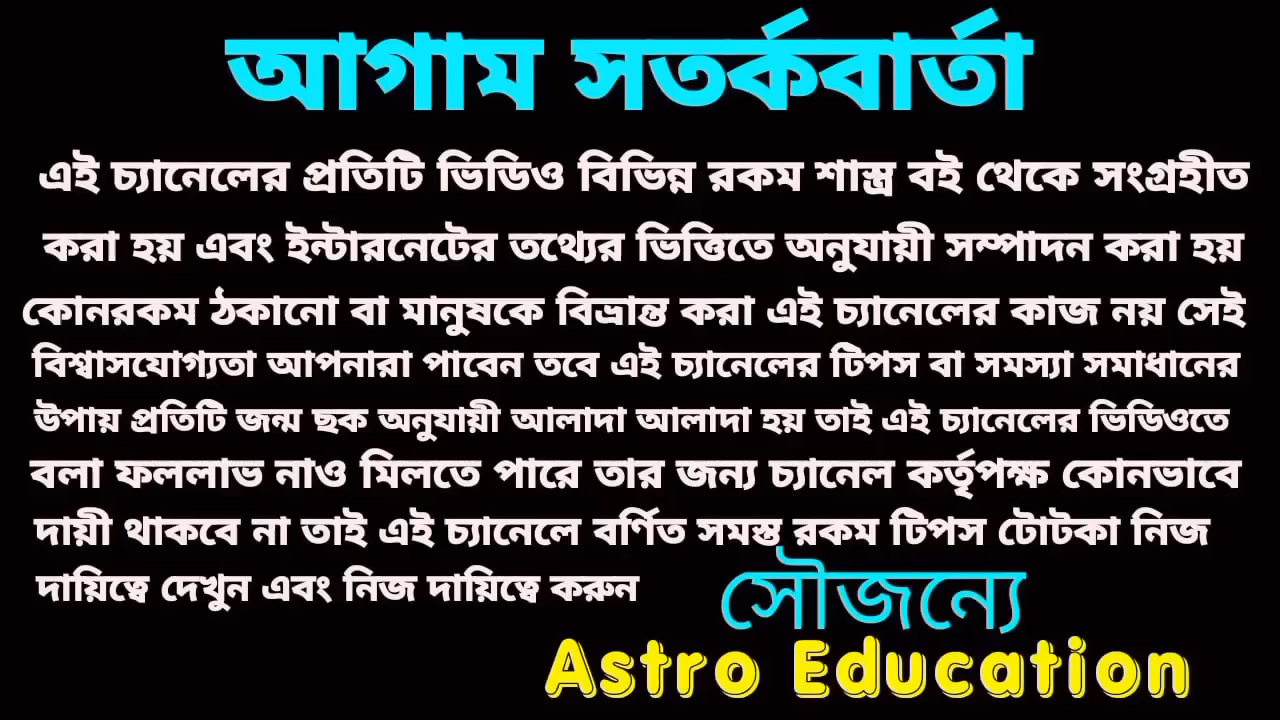 আগাম সতর্কবার্তা
এই চ্যানেলের প্রতিটি ভিডিও বিভিন্ন রকম শাস্ত্র বই থেকে সংগ্রহীত
করা হয় এবং ইন্টারনেটের তথ্যের ভিত্তিতে অনুযায়ী সম্পাদন করা হয়
কোনরকম ঠকানো বা মানুষকে বিভ্রান্ত করা এই চ্যানেলের কাজ নয় সেই
বিশ্বাসযোগ্যতা আপনারা পাবেন তবে এই চ্যানেলের টিপস বা সমস্যা সমাধানের
উপায় প্রতিটি জন্ম ছক অনুযায়ী আলাদা আলাদা হয় তাই এই চ্যানেলের ভিডিওতে
বলা ফললাভ নাও মিলতে পারে তার জন্য চ্যানেল কর্তৃপক্ষ কোনভাবে
দায়ী থাকবে না তাই এই চ্যানেলে বর্ণিত সমস্ত রকম টিপস টোটকা নিজ
দায়িত্বে দেখুন এবং নিজ দায়িত্বে করুন
সৌজন্যে
Astro Education